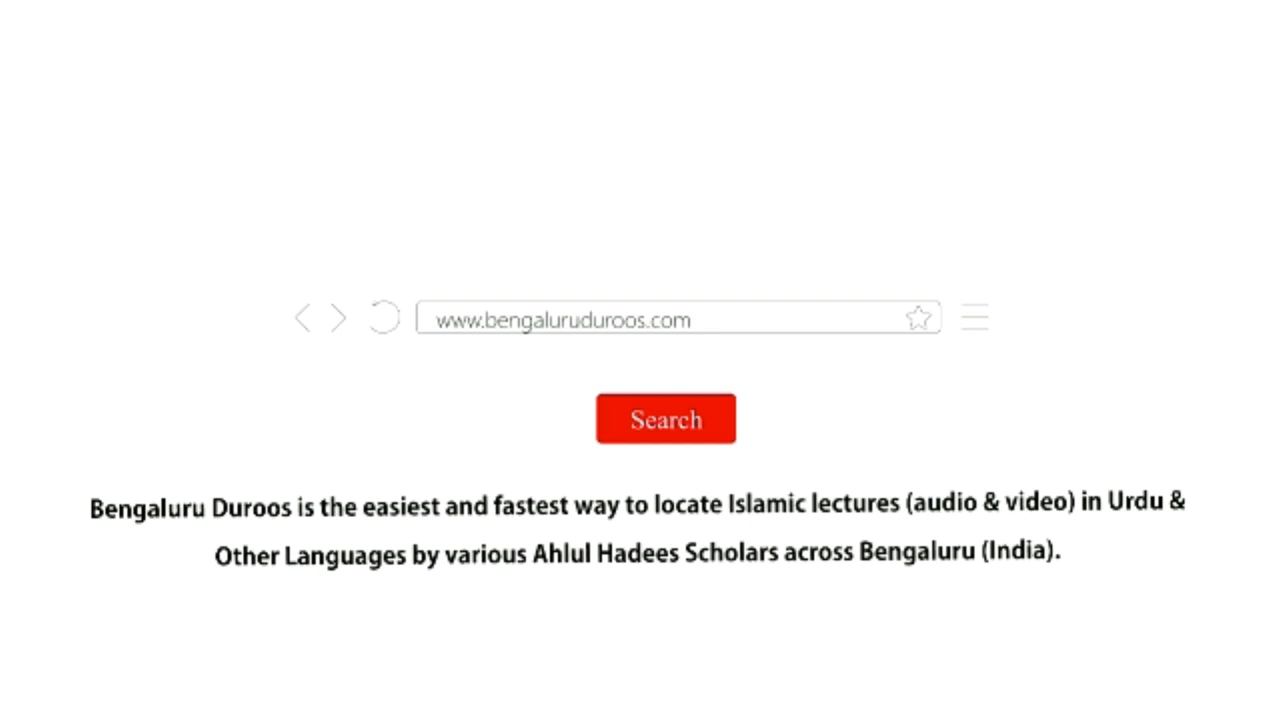 www.bengaluruduroos.com
Search
Bengaluru Duroos is the easiest and fastest way to locate Islamic lectures (audio & video) in Urdu &
Other Languages by various Ahlul Hadees Scholars across Bengaluru (India).